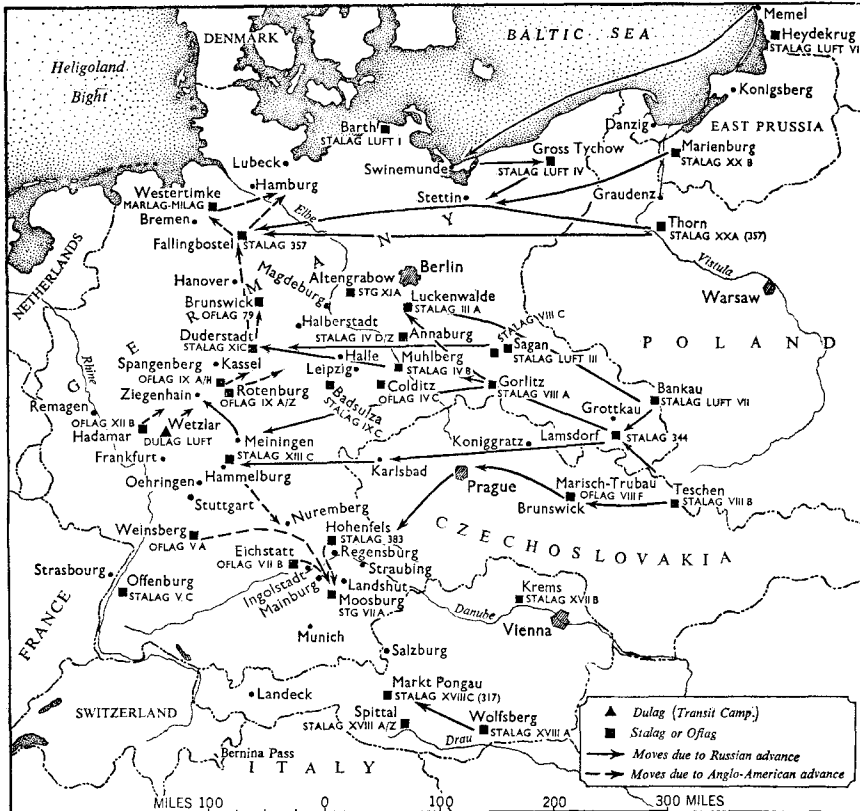 Memel
DENMARK
BALTIC SEA
Heydekrug
STALAG LUFT VI
Heligoland
Bight
Konigsberg
Danzig
EAST PRUSSIA
Barth
STALAG LUFT I
Lubeck
Swinemunde
Gross Tychow
STALAG LUFT IV
Marienburg
STALAG XX B
Hamburg
Westertimke
MARLAG-MILAG
Bremen
Elbe
Stettin
Graudenz
Thorn
STALAG XXA (357)
Fallingbostel
STALAG 357
Vistula
NETHERLANDS
Hanover
Magdeburg
Altengrabow
STG XIA
Berlin
Warsaw
Brunswick
OFLAG 79
Luckenwalde
STALAG III A
GERMANY
POLAND
Halberstadt
STALAG IV D/Z
Annaburg
STALAG VIII C
Sagan
STALAG LUFT III
Duderstadt
STALAG XIC
Halle
Muhlberg
STALAG IV B
Rhine
Spangenberg
OFLAG IX A/H
Kassel
Leipzig
Colditz
OFLAG IV C
Gorlitz
STALAG VIII A
Bankau
STALAG LUFT VII
Ziegenhain
Rotenburg
OFLAG IX A/Z
Badsulza
STALAG IX C
Grottkau
Remagen
OFLAG XII B
Hadamar
Wetzlar
DULAG LUFT
Meiningen
STALAG XIII C
Koniggratz
Lamsdorf
STALAG 344
Frankfurt
Hammelburg
Karlsbad
Prague
Marisch-Trubau
OFLAG VIII F
Brunswick
Teschen
STALAG VIII B
Oehringen
Stuttgart
Nuremberg
Hohenfels
STALAG 383
CZECHOSLOVAKIA
Weinsberg
OFLAG V A
Eichstatt
OFLAG VII B
Regensburg
Straubing
Strasbourg
Offenburg
STALAG V C
Ingolstadt
Mainburg
Landshut
Moosburg
STG VII A
Krems
STALAG XVII B
Danube
Vienna
FRANCE
Munich
Salzburg
Landeck
Markt Pongau
STALAG XVIIIC (317)
SWITZERLAND
Spittal
STALAG XVIII A/Z
Wolfsberg
STALAG XVIII A
Drau
Bernina Pass
ITALY
Dulag (Transit Camp.)
Stalag or Oflag
Moves due to Russian advance
Moves due to Anglo-American advance
MILES 100 0 100 200 300 MILES